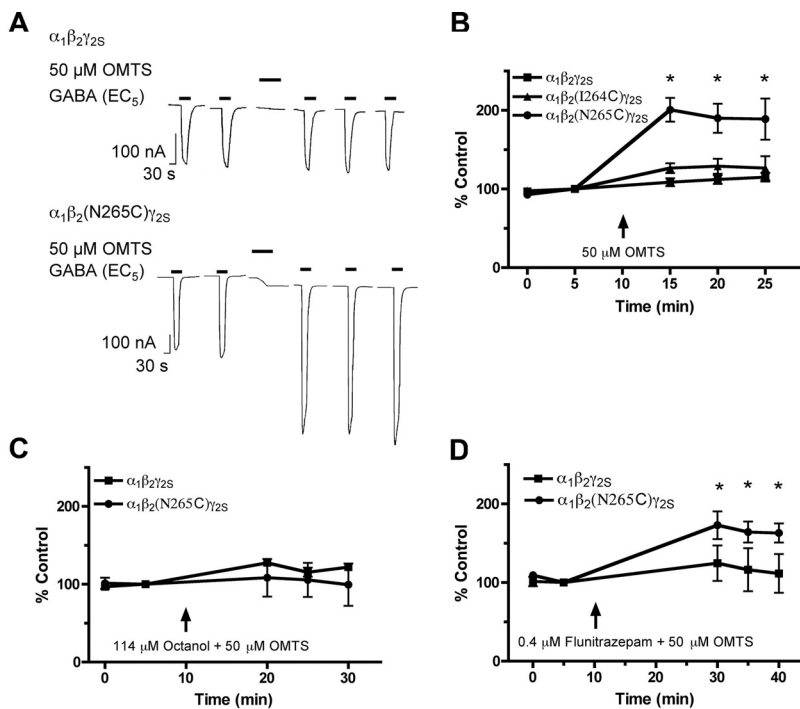 A
α₁β₂γ₂S
50 µM OMTS
GABA (EC₅)
100 nA
30 s
α₁β₂(N265C)γ₂S
50 µM OMTS
GABA (EC₅)
100 nA
30 s
B
α₁β₂γ₂S
α₁β₂(I264C)γ₂S
α₁β₂(N265C)γ₂S
* * *
200
100
0
% Control
50 µM OMTS
0 5 10 15 20 25
Time (min)
C
α₁β₂γ₂S
α₁β₂(N265C)γ₂S
200
100
0
% Control
114 µM Octanol + 50 µM OMTS
0 10 20 30
Time (min)
D
α₁β₂γ₂S
α₁β₂(N265C)γ₂S
* * *
200
100
0
% Control
0.4 µM Flunitrazepam + 50 µM OMTS
0 10 20 30 40
Time (min)